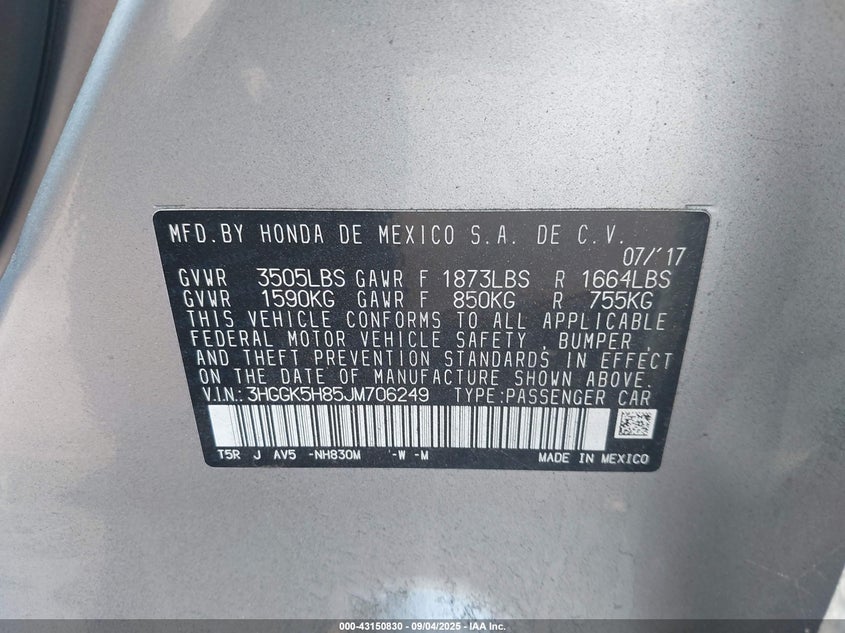 MFD.BY HONDA DE MEXICO S.A. DE C.V.
07/'17
GVWR 3505LBS GAWR F 1873LBS R 1664LBS
GVWR 1590KG GAWR F 850KG R 755KG
THIS VEHICLE CONFORMS TO ALL APPLICABLE
FEDERAL MOTOR VEHICLE SAFETY , BUMPER ,
AND THEFT PREVENTION STANDARDS IN EFFECT
ON THE DATE OF MANUFACTURE SHOWN ABOVE.
V.I.N.: 3HGGK5H85JM706249 TYPE:PASSENGER CAR
T5R J AV5 -NH830M '-W -M MADE IN MEXICO
000-43150830 - 09/04/2025 - IAA Inc.